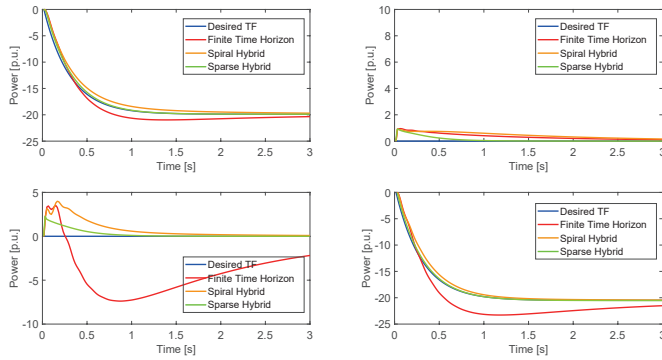 0
-5
-10
-15
-20
-25
Power [p.u.]
Desired TF
Finite Time Horizon
Spiral Hybrid
Sparse Hybrid
0 0.5 1 1.5 2 2.5 3
Time [s]
10
8
6
4
2
0
Power [p.u.]
Desired TF
Finite Time Horizon
Spiral Hybrid
Sparse Hybrid
0 0.5 1 1.5 2 2.5 3
Time [s]
5
0
-5
-10
Power [p.u.]
Desired TF
Finite Time Horizon
Spiral Hybrid
Sparse Hybrid
0 0.5 1 1.5 2 2.5 3
Time [s]
0
-5
-10
-15
-20
-25
Power [p.u.]
Desired TF
Finite Time Horizon
Spiral Hybrid
Sparse Hybrid
0 0.5 1 1.5 2 2.5 3
Time [s]